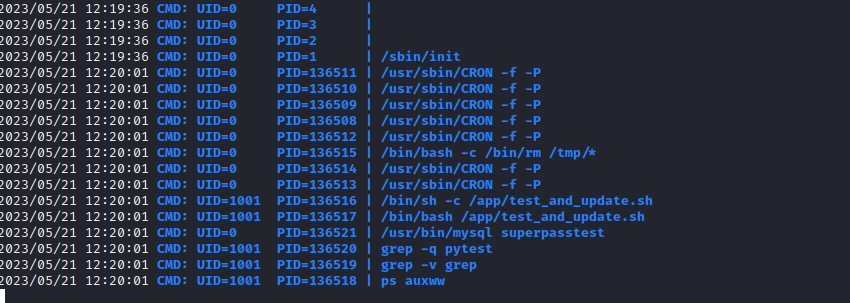 2023/05/21 12:19:36 CMD: UID=0 PID=4 |
2023/05/21 12:19:36 CMD: UID=0 PID=3 |
2023/05/21 12:19:36 CMD: UID=0 PID=2 |
2023/05/21 12:19:36 CMD: UID=0 PID=1 | /sbin/init
2023/05/21 12:20:01 CMD: UID=0 PID=136511 | /usr/sbin/CRON -f -P
2023/05/21 12:20:01 CMD: UID=0 PID=136510 | /usr/sbin/CRON -f -P
2023/05/21 12:20:01 CMD: UID=0 PID=136509 | /usr/sbin/CRON -f -P
2023/05/21 12:20:01 CMD: UID=0 PID=136508 | /usr/sbin/CRON -f -P
2023/05/21 12:20:01 CMD: UID=0 PID=136512 | /usr/sbin/CRON -f -P
2023/05/21 12:20:01 CMD: UID=0 PID=136515 | /bin/bash -c /bin/rm /tmp/*
2023/05/21 12:20:01 CMD: UID=0 PID=136514 | /usr/sbin/CRON -f -P
2023/05/21 12:20:01 CMD: UID=0 PID=136513 | /usr/sbin/CRON -f -P
2023/05/21 12:20:01 CMD: UID=1001 PID=136516 | /bin/sh -c /app/test_and_update.sh
2023/05/21 12:20:01 CMD: UID=1001 PID=136517 | /bin/bash /app/test_and_update.sh
2023/05/21 12:20:01 CMD: UID=0 PID=136521 | /usr/bin/mysql superpasstest
2023/05/21 12:20:01 CMD: UID=1001 PID=136520 | grep -q pytest
2023/05/21 12:20:01 CMD: UID=1001 PID=136519 | grep -v grep
2023/05/21 12:20:01 CMD: UID=1001 PID=136518 | ps auxww